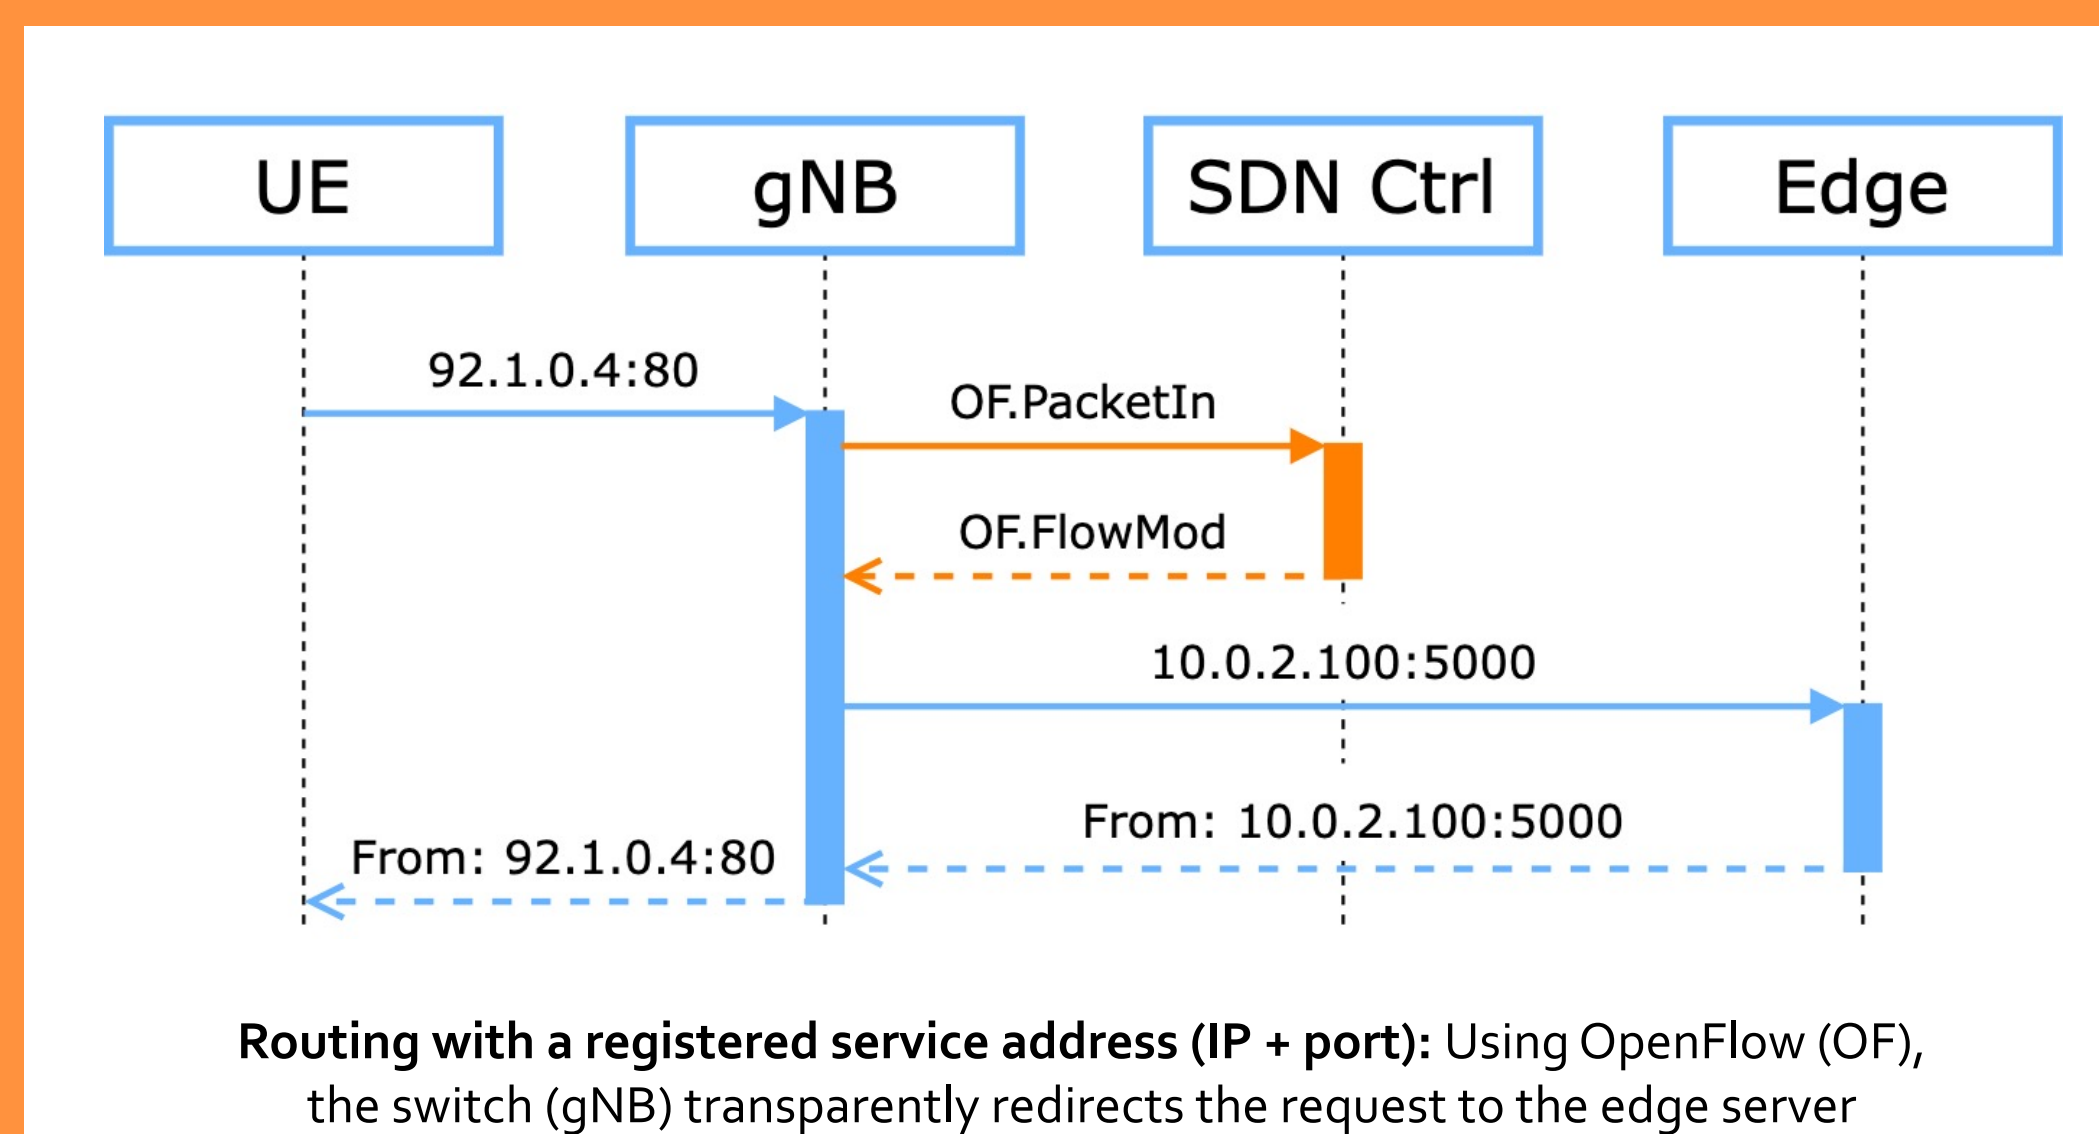 UE
gNB
SDN Ctrl
Edge
92.1.0.4:80
OF.PacketIn
OF.FlowMod
10.0.2.100:5000
From: 10.0.2.100:5000
From: 92.1.0.4:80
Routing with a registered service address (IP + port): Using OpenFlow (OF),
the switch (gNB) transparently redirects the request to the edge server